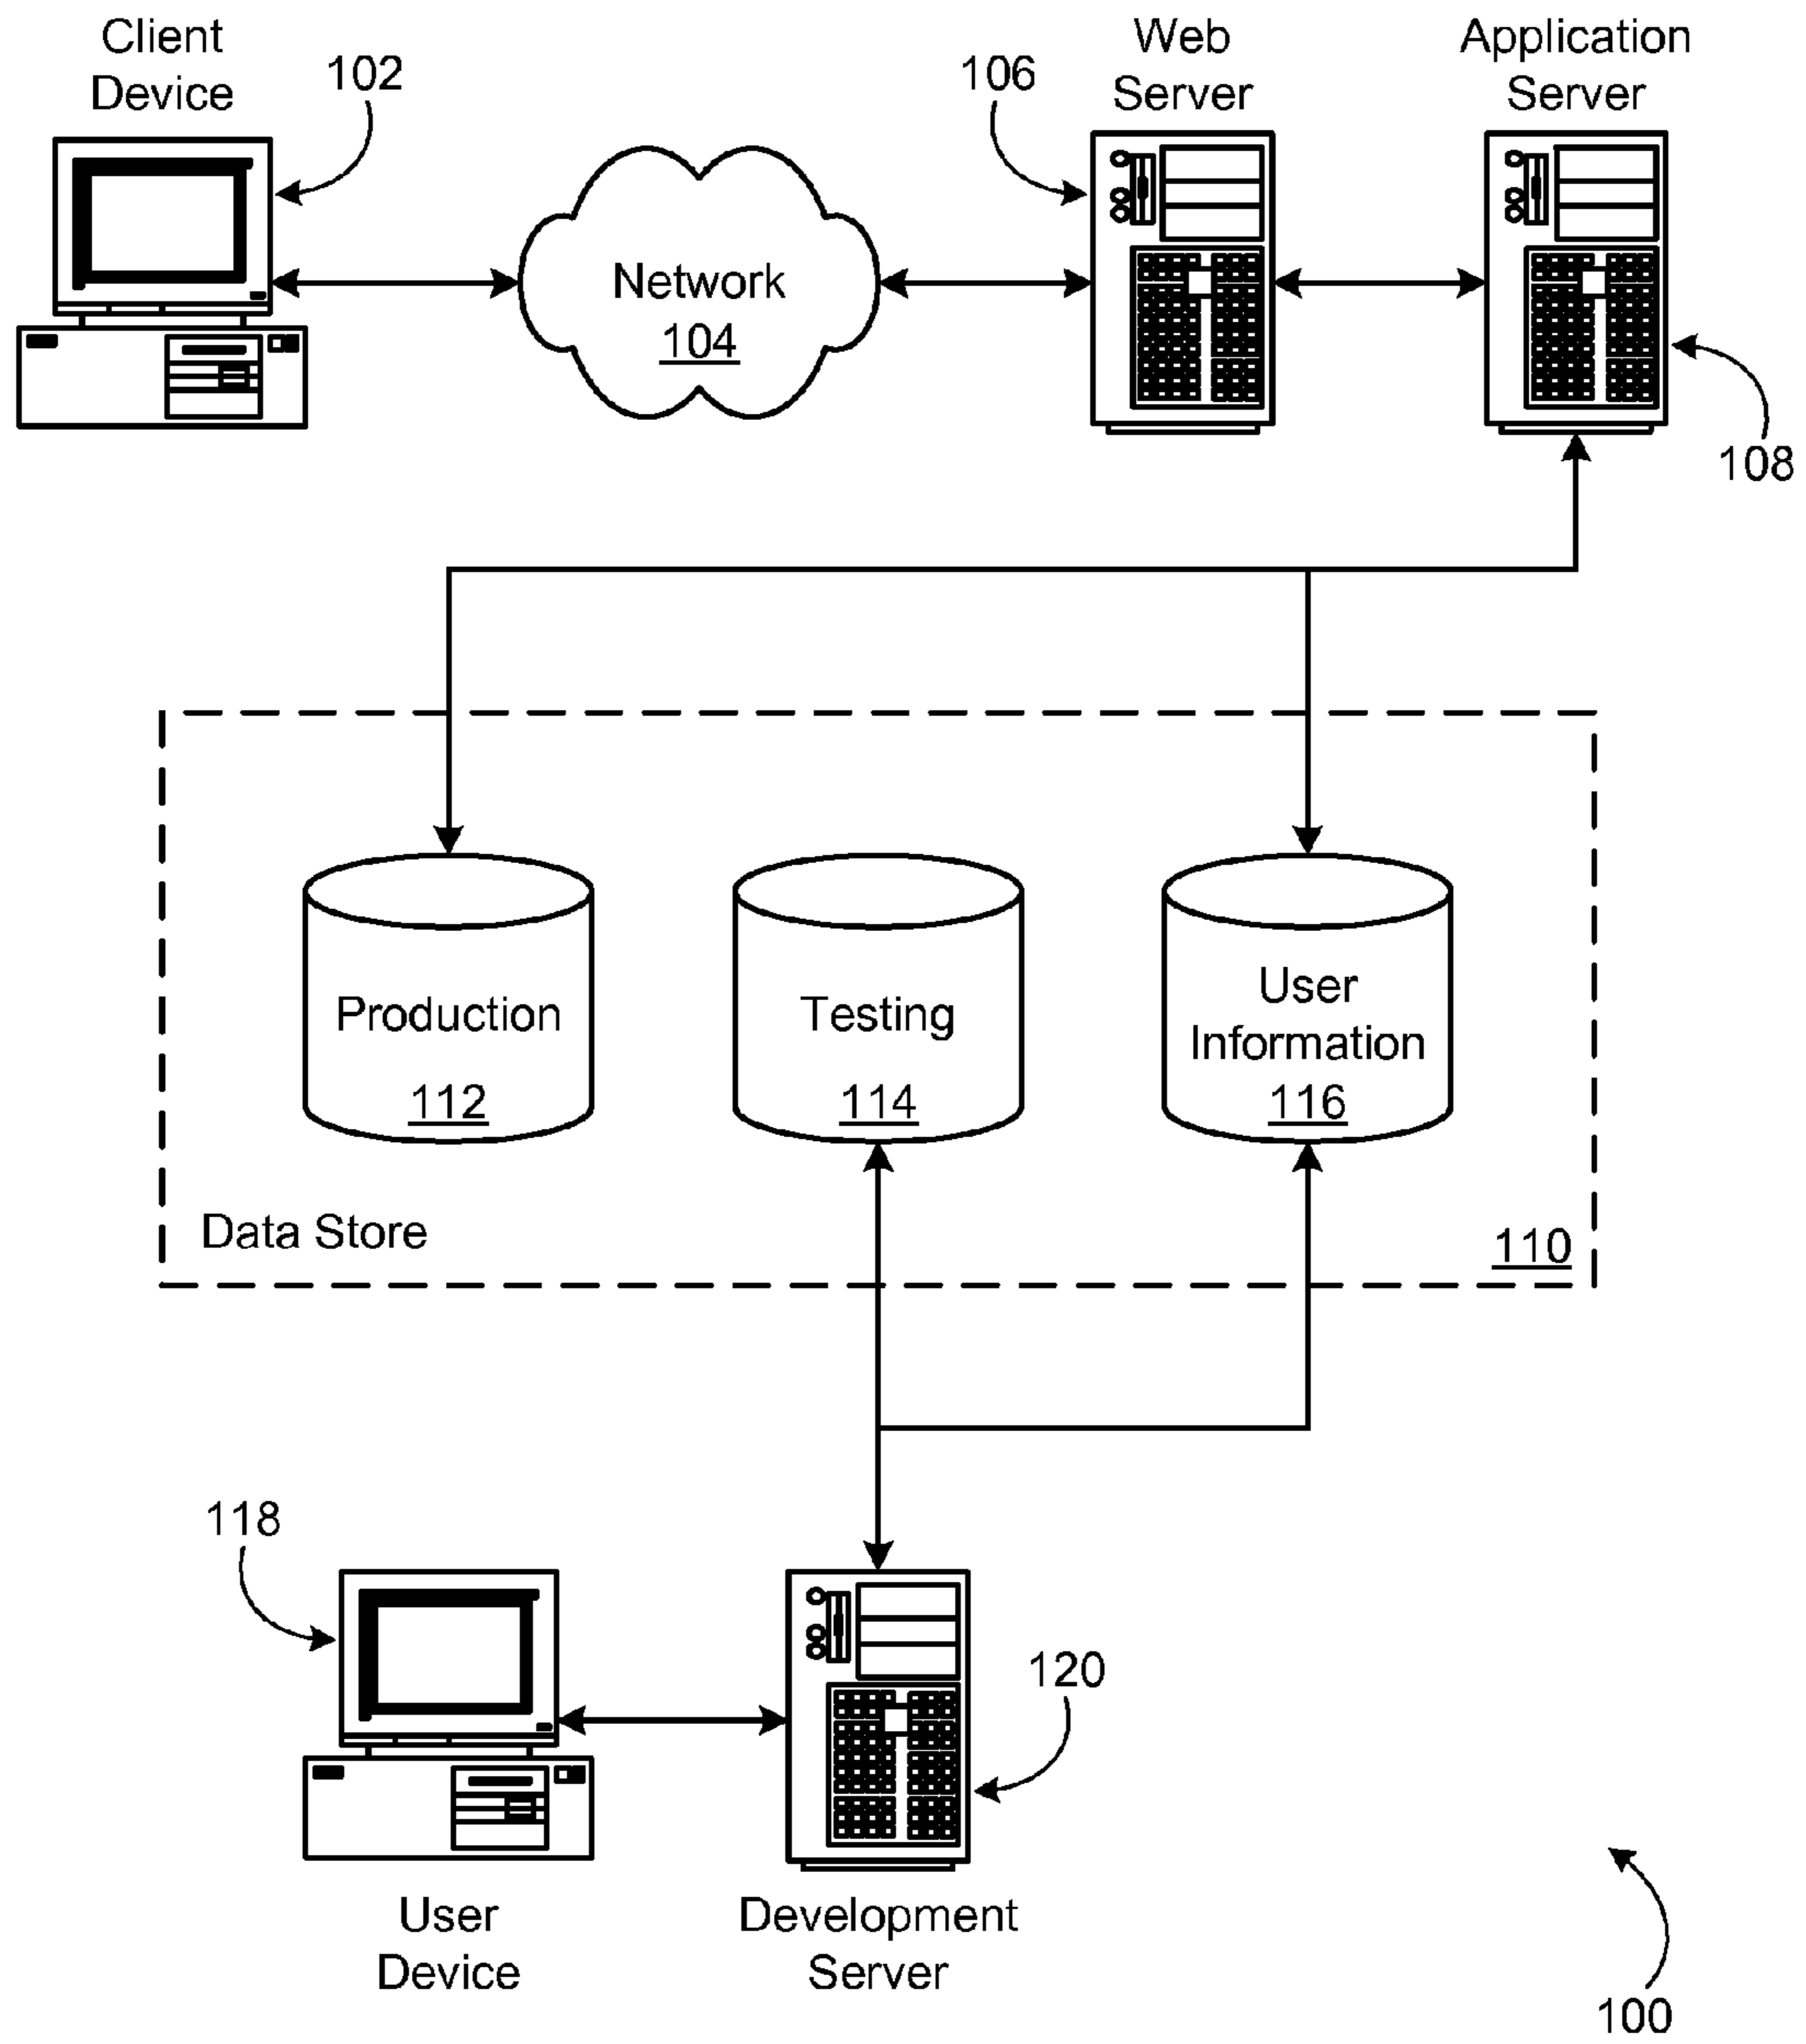 Client
Device
102
106
Web
Server
Application
Server
Network
104
108
Production
112
Testing
114
User
Information
116
Data Store
110
118
120
User
Device
Development
Server
100